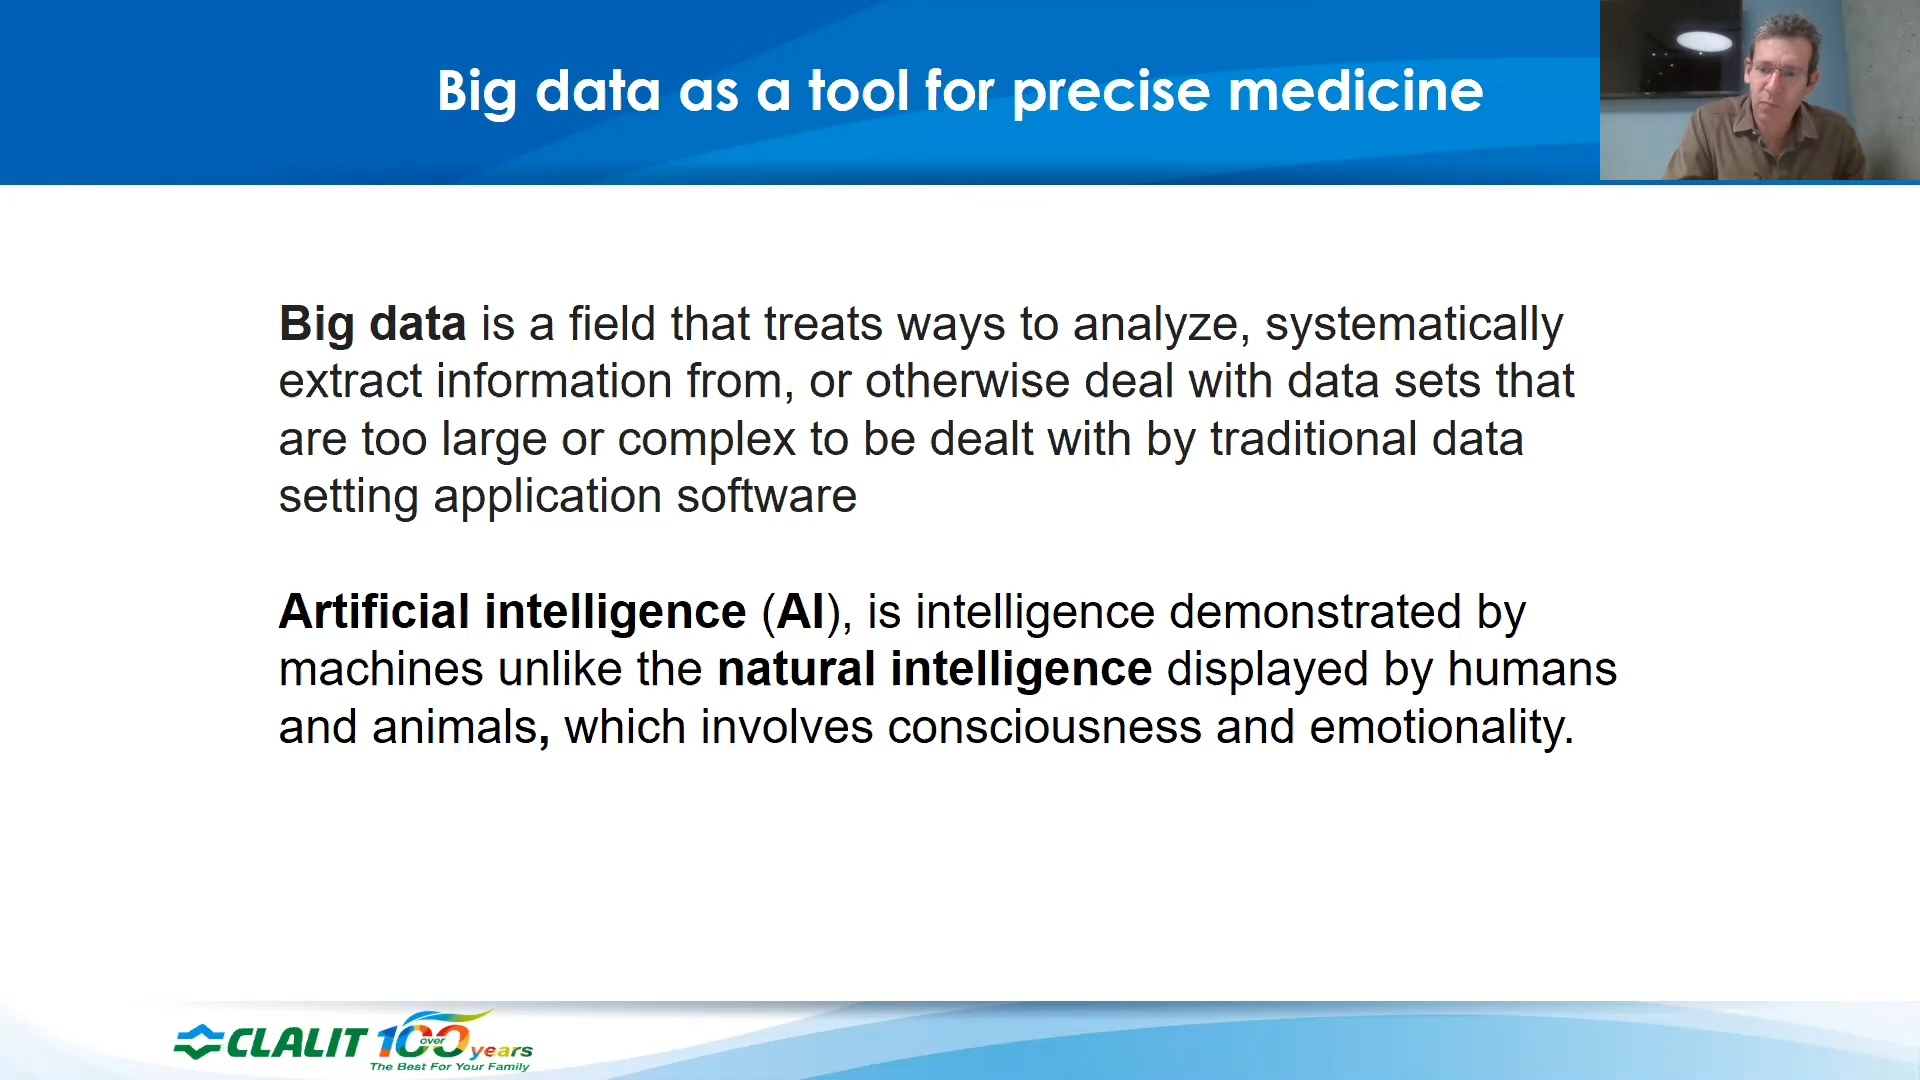 Big data as a tool for precise medicine
Big data is a field that treats ways to analyze, systematically
extract information from, or otherwise deal with data sets that
are too large or complex to be dealt with by traditional data
setting application software
Artificial intelligence (AI), is intelligence demonstrated by
machines unlike the natural intelligence displayed by humans
and animals, which involves consciousness and emotionality.
CLALIT 100 over years
The Best For Your Family